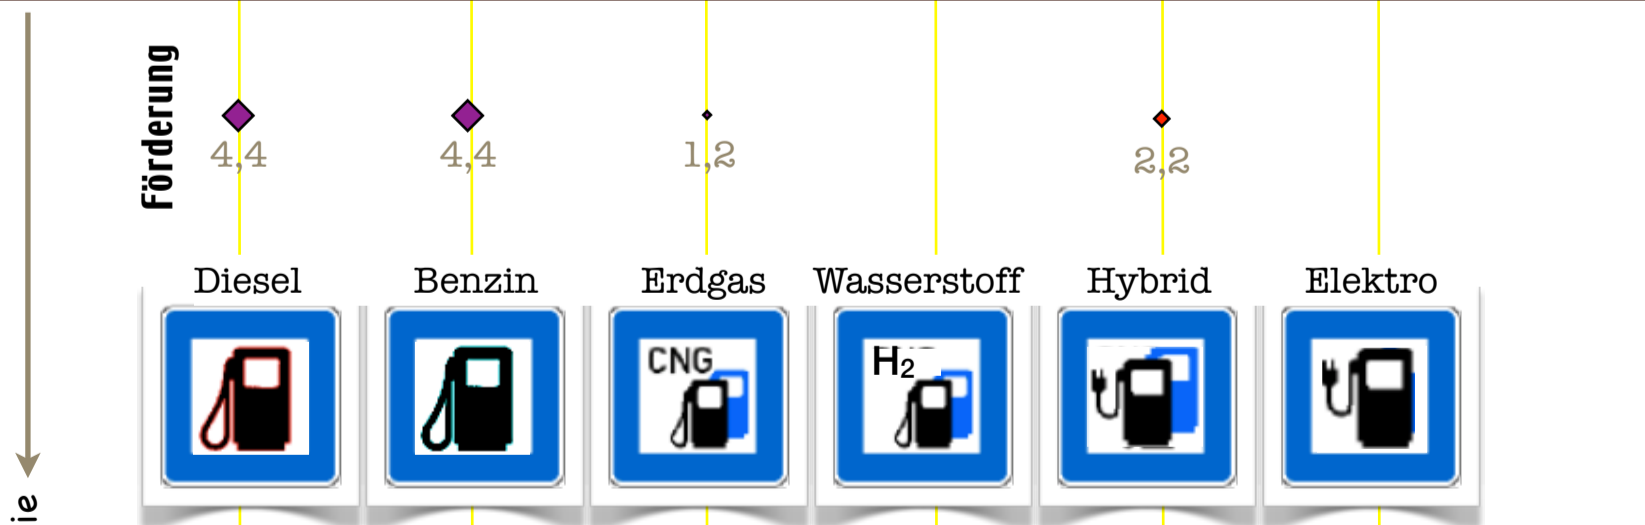 Förderung
4,4
4,4
1,2
2,2
Diesel
Benzin
Erdgas
Wasserstoff
Hybrid
Elektro
CNG
H2
ie